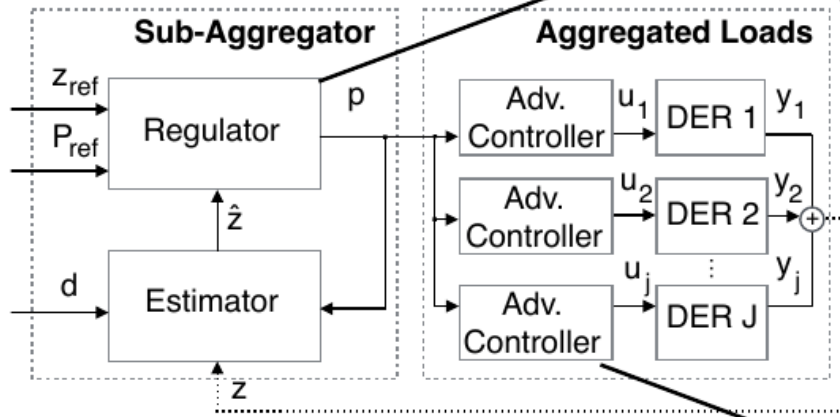 Sub-Aggregator
Aggregated Loads
z_ref
P_ref
Regulator
p
ẑ
d
Estimator
z
Adv.
Controller
u_1
DER 1
y_1
Adv.
Controller
u_2
DER 2
y_2
+
⋮
Adv.
Controller
u_j
DER J
y_j